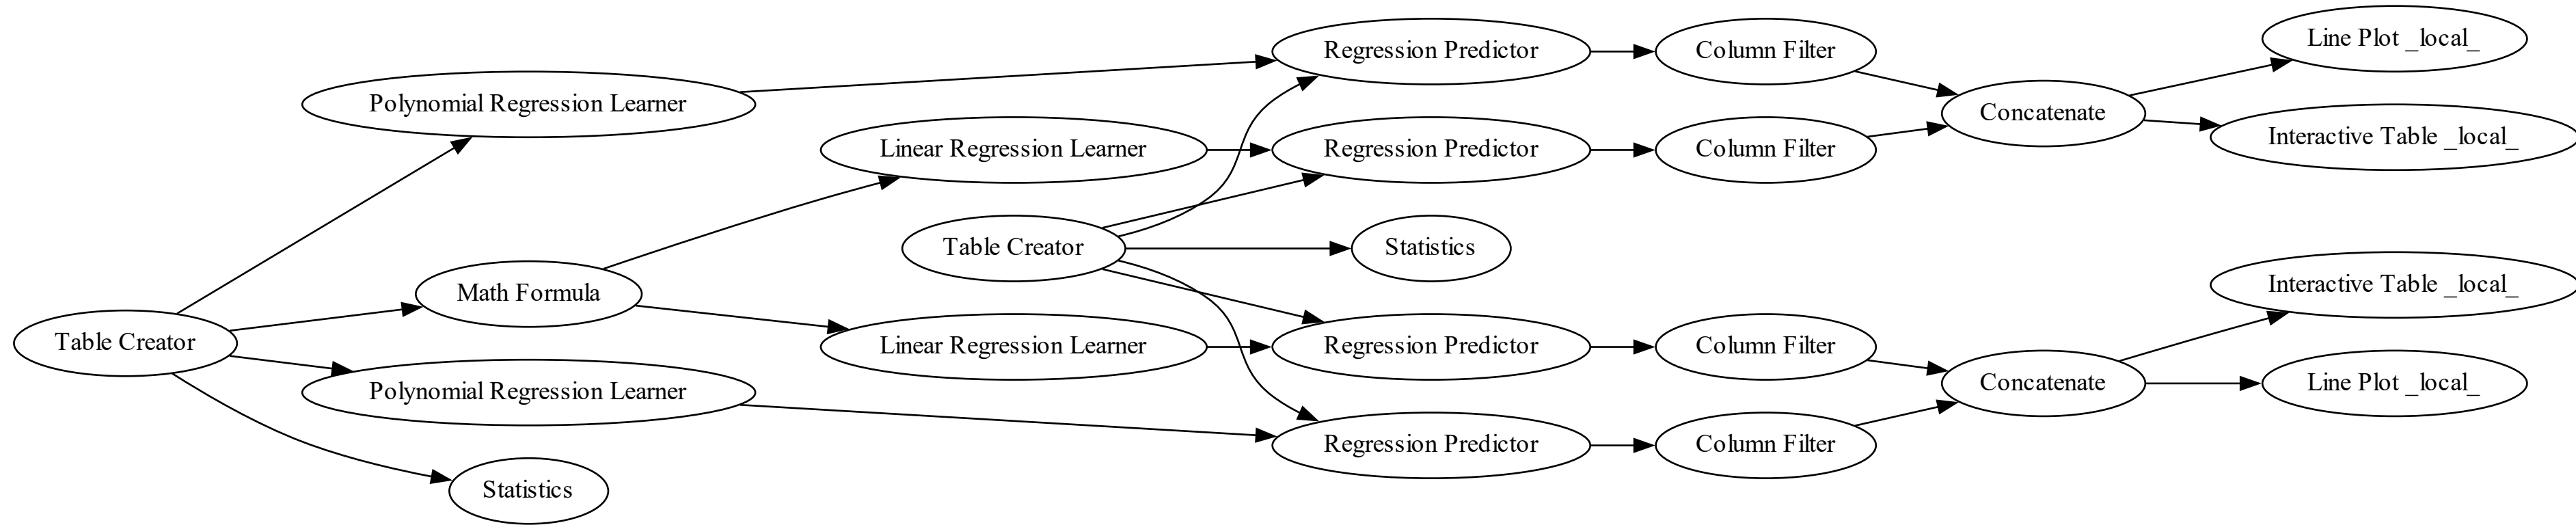 Table Creator
Polynomial Regression Learner
Math Formula
Polynomial Regression Learner
Statistics
Linear Regression Learner
Table Creator
Linear Regression Learner
Regression Predictor
Regression Predictor
Statistics
Regression Predictor
Regression Predictor
Column Filter
Column Filter
Column Filter
Column Filter
Concatenate
Concatenate
Line Plot _local_
Interactive Table _local_
Interactive Table _local_
Line Plot _local_